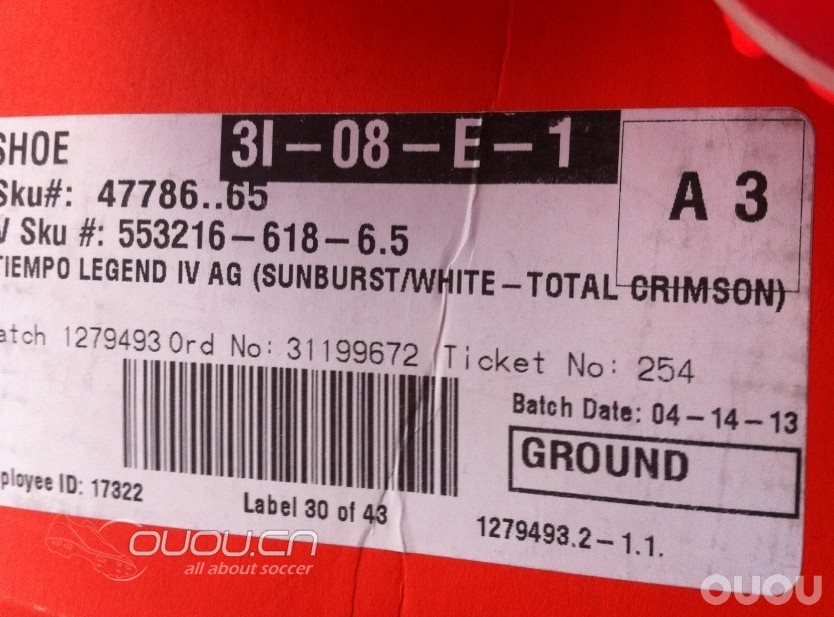 SHOE 3I-08-E-1
A 3
Sku#: 47786..65
V Sku #: 553216-618-6.5
TIEMPO LEGEND IV AG (SUNBURST/WHITE-TOTAL CRIMSON)
atch 1279493 Ord No: 31199672 Ticket No: 254
Batch Date: 04-14-13
GROUND
ployee ID: 17322
Label 30 of 43
1279493.2-1.1.
OUOU.CN
all about soccer
OUOU